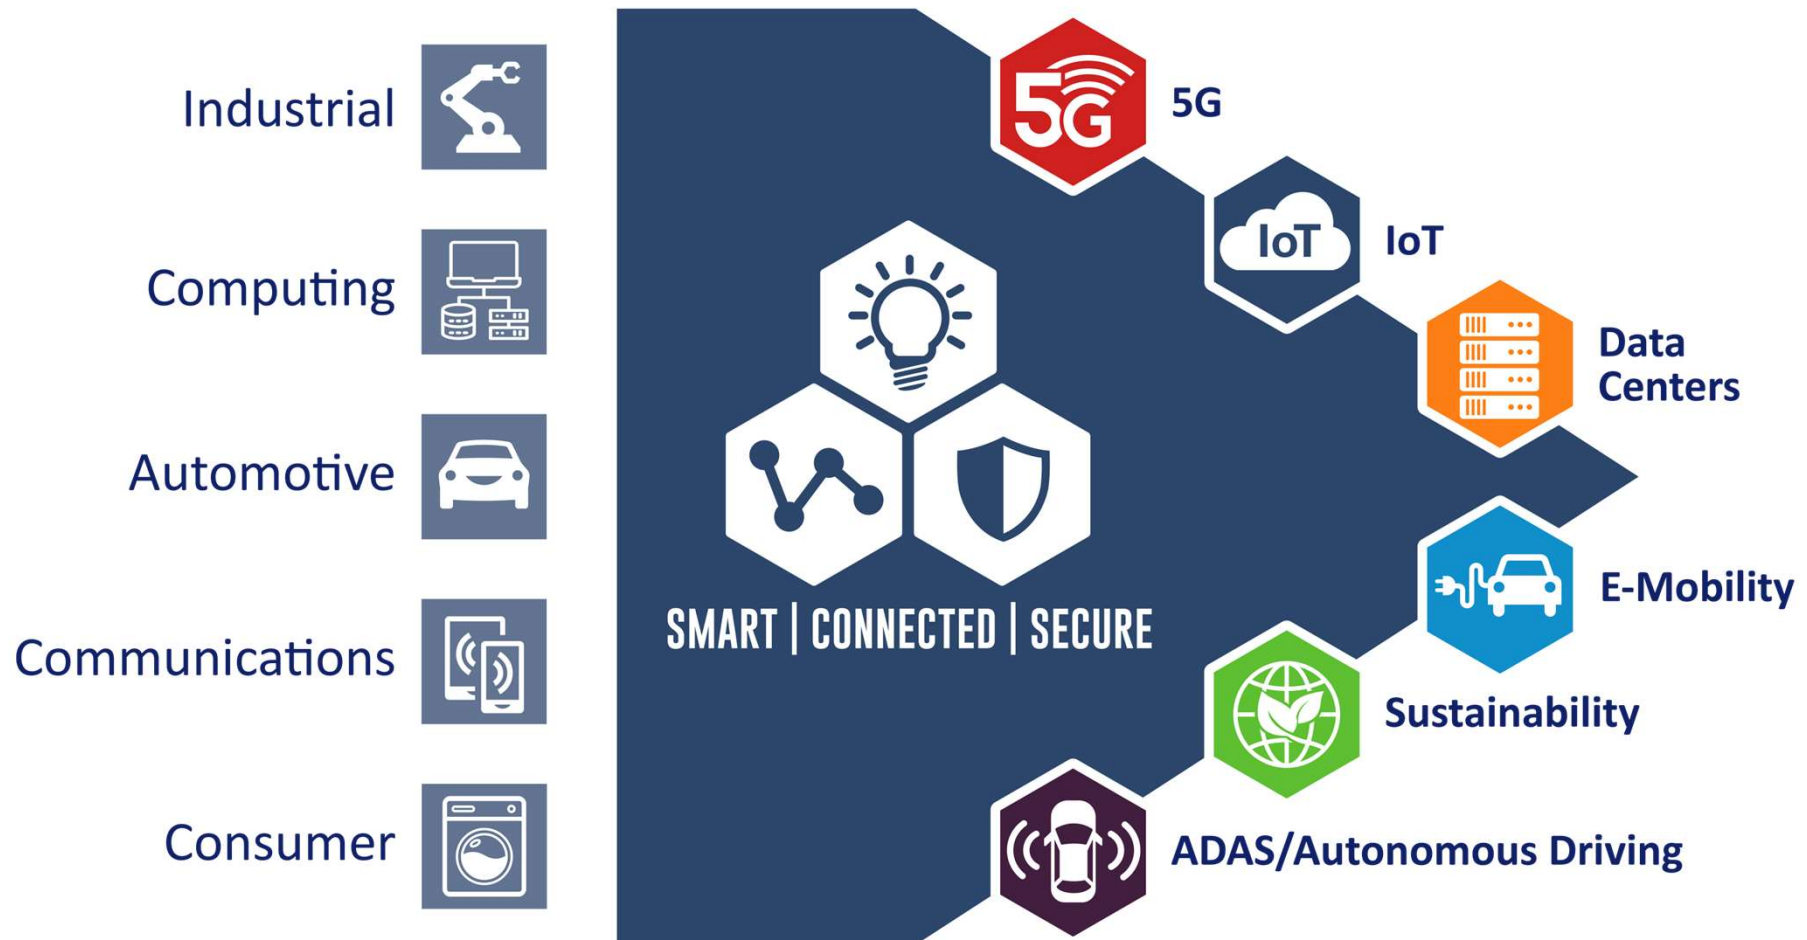 Industrial
Computing
Automotive
Communications
Consumer
SMART | CONNECTED | SECURE
5G
5G
IoT
IoT
Data
Centers
E-Mobility
Sustainability
ADAS/Autonomous Driving